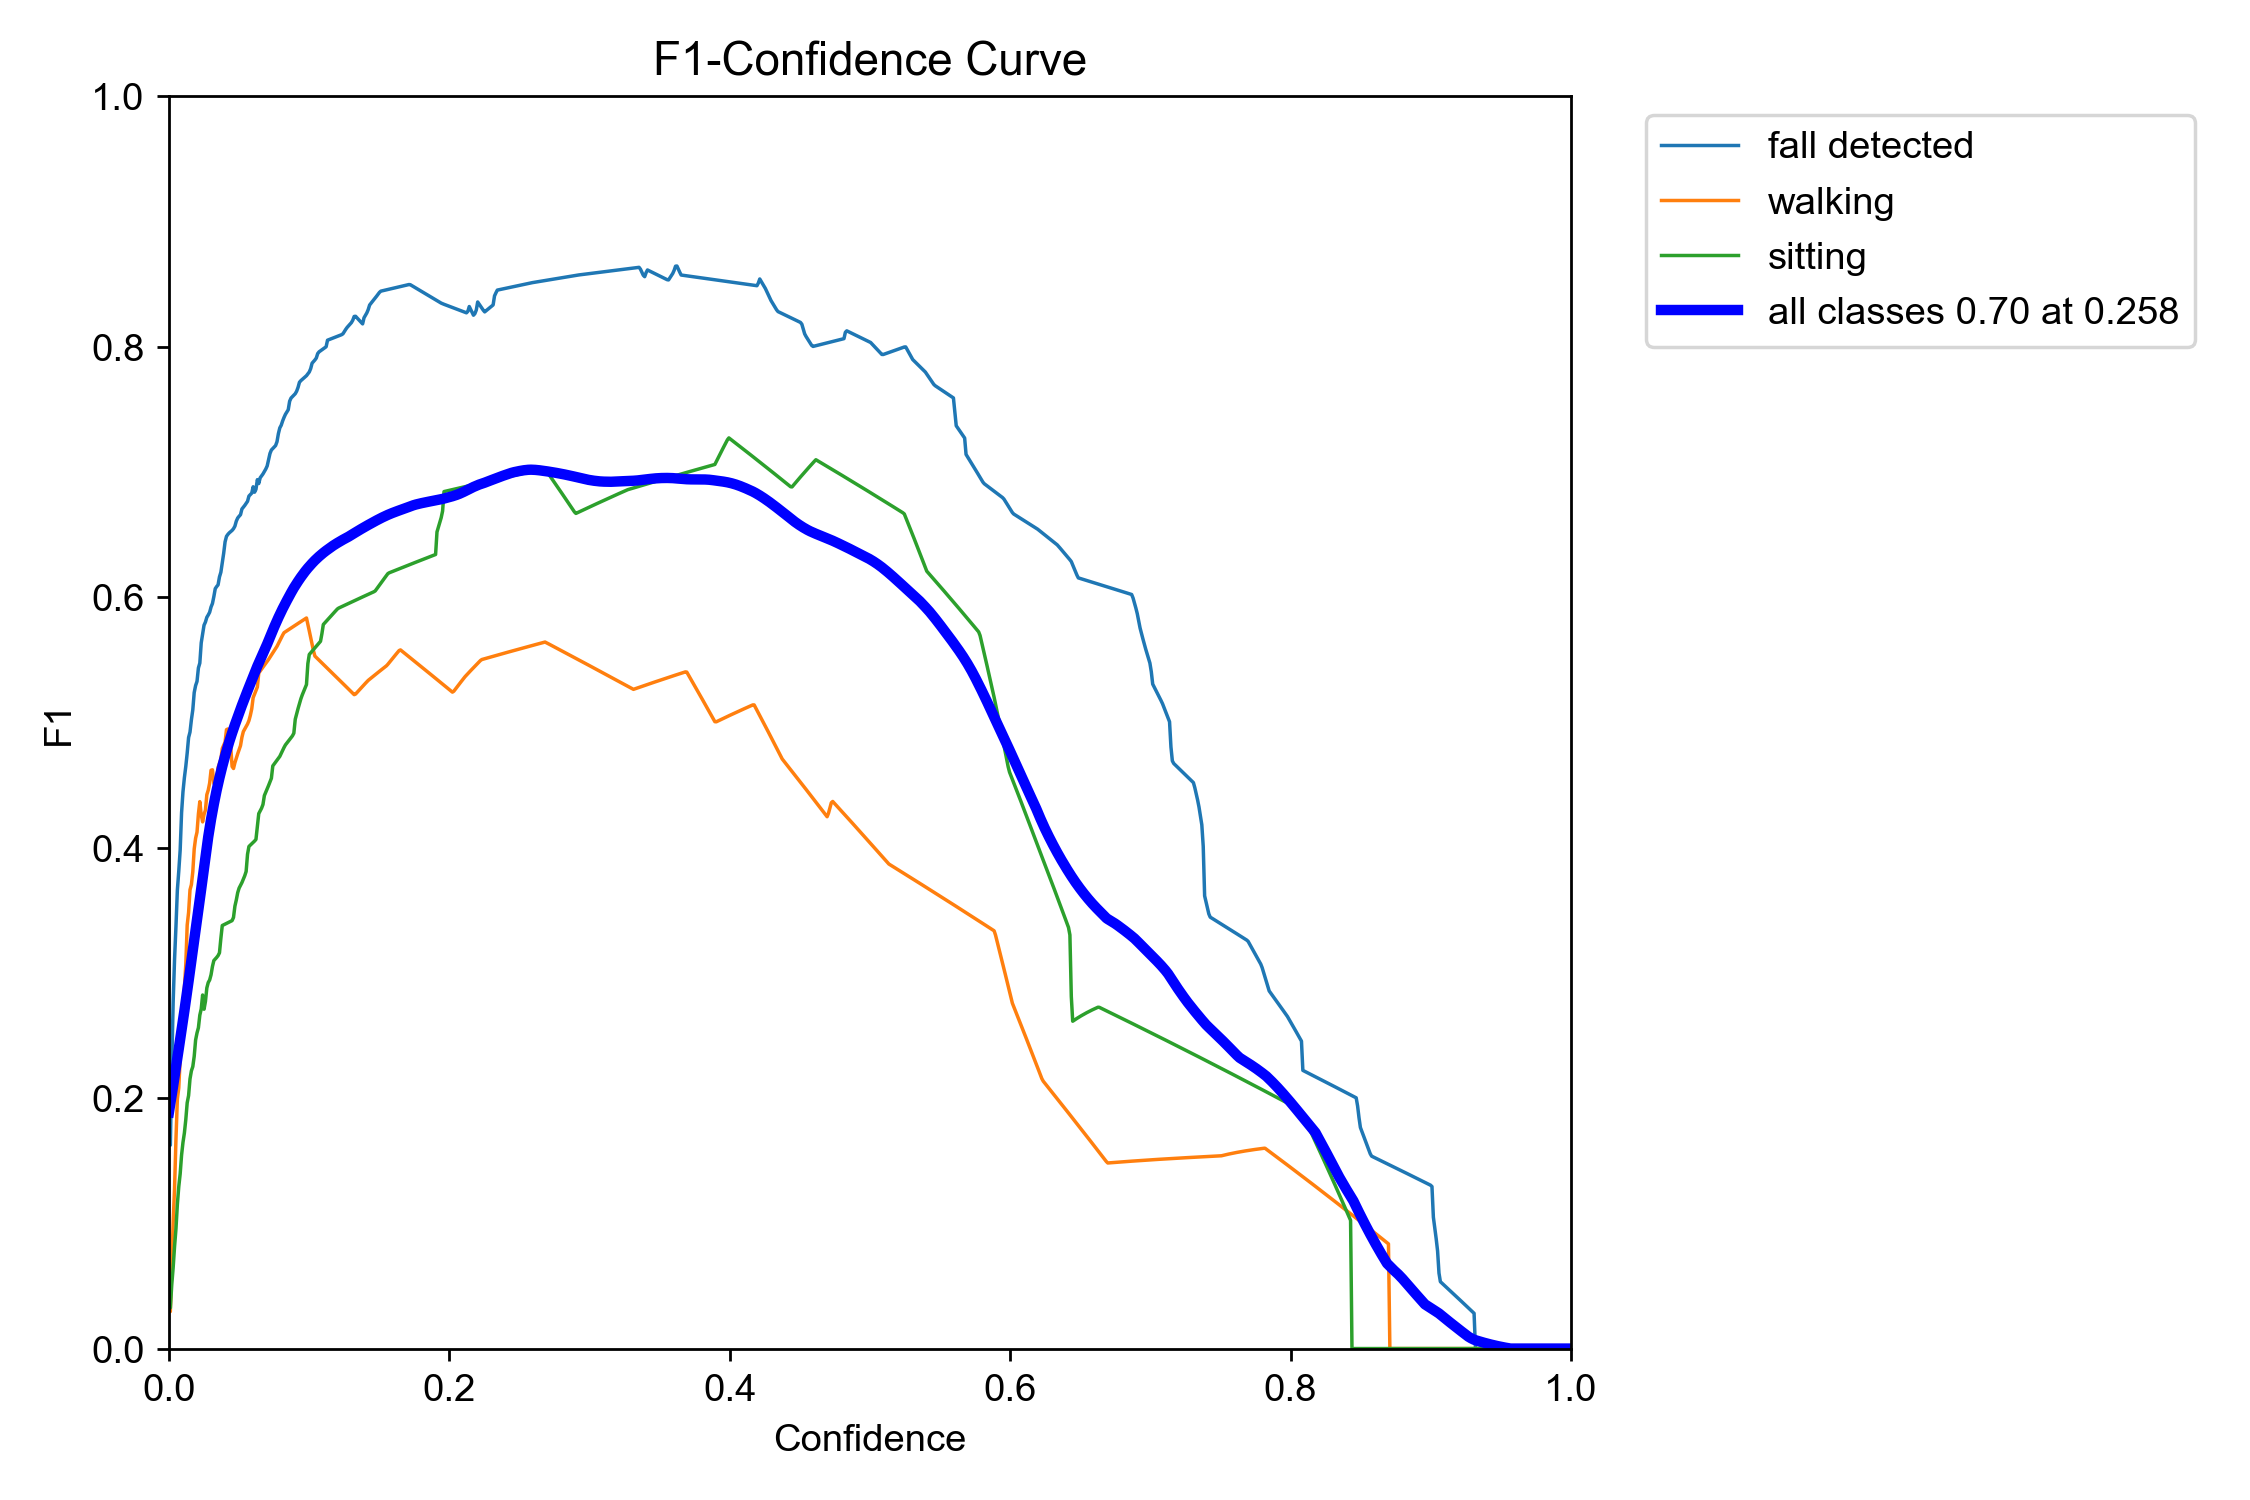 F1-Confidence Curve
1.0
0.8
0.6
0.4
0.2
0.0
F1
0.0 0.2 0.4 0.6 0.8 1.0
Confidence
fall detected
walking
sitting
all classes 0.70 at 0.258